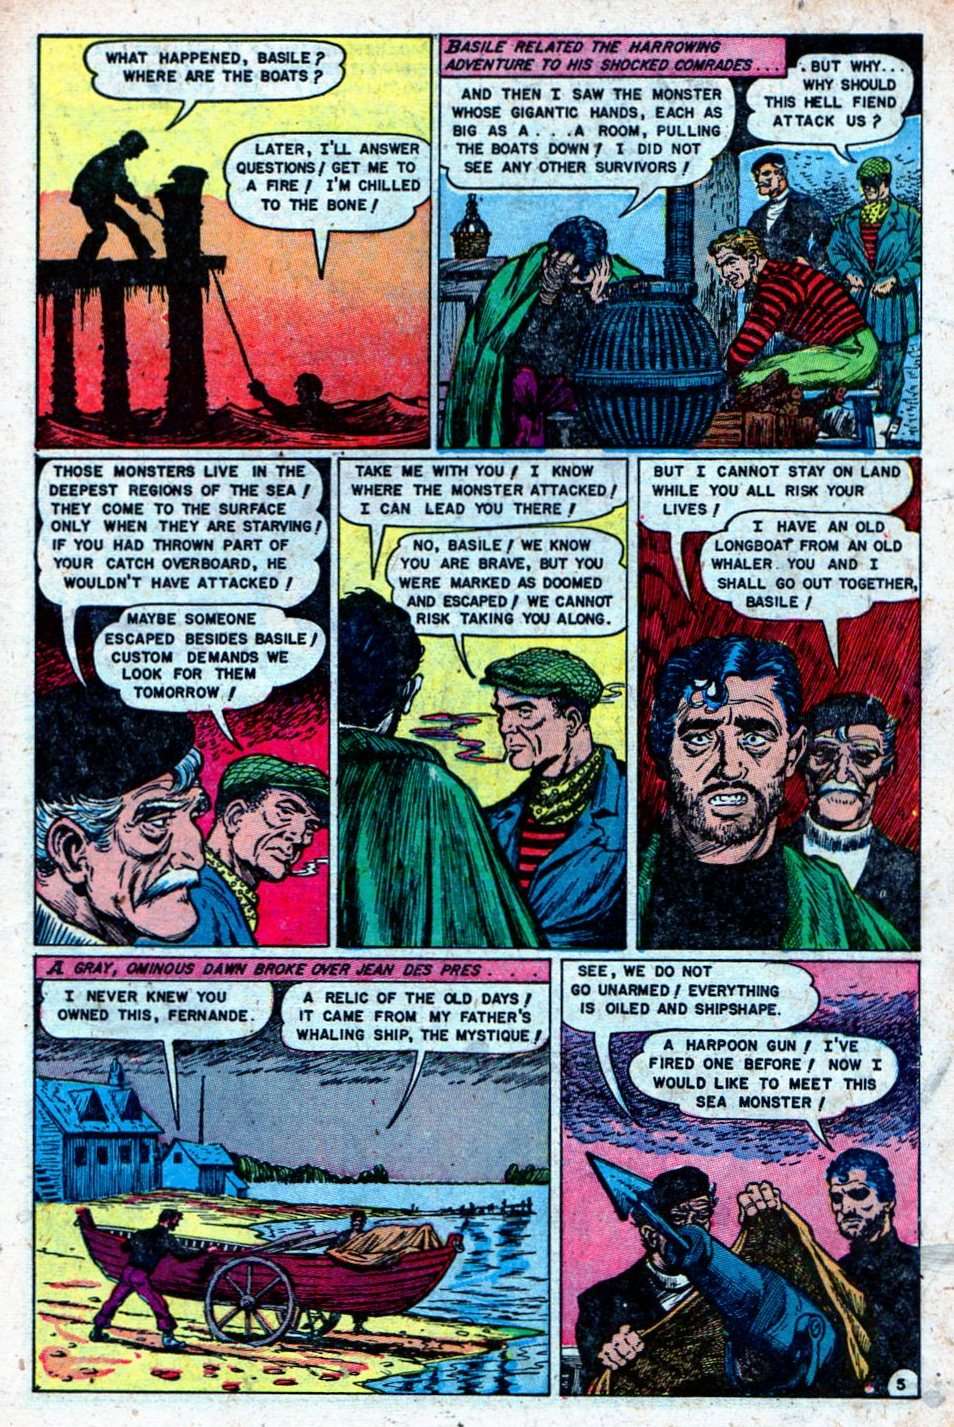 WHAT HAPPENED, BASILE?
WHERE ARE THE BOATS?
LATER, I'LL ANSWER
QUESTIONS! GET ME TO
A FIRE! I'M CHILLED
TO THE BONE!
BASILE RELATED THE HARROWING
ADVENTURE TO HIS SHOCKED COMRADES...
AND THEN I SAW THE MONSTER
WHOSE GIGANTIC HANDS, EACH AS
BIG AS A...A ROOM, PULLING
THE BOATS DOWN! I DID NOT
SEE ANY OTHER SURVIVORS!
.BUT WHY...
WHY SHOULD
THIS HELL FIEND
ATTACK US?
THOSE MONSTERS LIVE IN THE
DEEPEST REGIONS OF THE SEA!
THEY COME TO THE SURFACE
ONLY WHEN THEY ARE STARVING!
IF YOU HAD THROWN PART OF
YOUR CATCH OVERBOARD, HE
WOULDN'T HAVE ATTACKED!
MAYBE SOMEONE
ESCAPED BESIDES BASILE!
CUSTOM DEMANDS WE
LOOK FOR THEM
TOMORROW!
TAKE ME WITH YOU! I KNOW
WHERE THE MONSTER ATTACKED!
I CAN LEAD YOU THERE!
NO, BASILE! WE KNOW
YOU ARE BRAVE, BUT YOU
WERE MARKED AS DOOMED
AND ESCAPED! WE CANNOT
RISK TAKING YOU ALONG.
BUT I CANNOT STAY ON LAND
WHILE YOU ALL RISK YOUR
LIVES!
I HAVE AN OLD
LONGBOAT FROM AN OLD
WHALER. YOU AND I
SHALL GO OUT TOGETHER,
BASILE!
A GRAY, OMINOUS DAWN BROKE OVER JEAN DES PRES....
I NEVER KNEW YOU
OWNED THIS, FERNANDE.
A RELIC OF THE OLD DAYS!
IT CAME FROM MY FATHER'S
WHALING SHIP, THE MYSTIQUE!
SEE, WE DO NOT
GO UNARMED! EVERYTHING
IS OILED AND SHIPSHAPE.
A HARPOON GUN! I'VE
FIRED ONE BEFORE! NOW I
WOULD LIKE TO MEET THIS
SEA MONSTER!
5